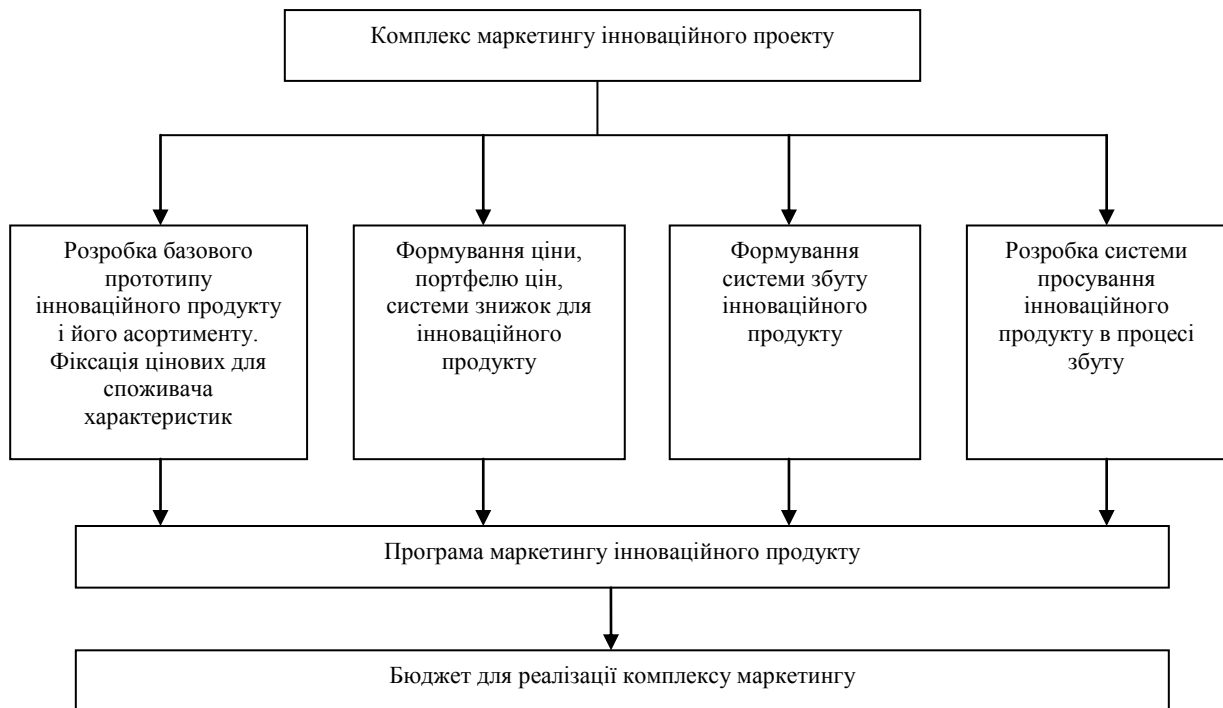 Комплекс маркетингу інноваційного проекту
Розробка базового
прототипу
інноваційного продукту
і його асортименту.
Фіксація цінових для
споживача
характеристик
Формування ціни,
портфелю цін,
системи знижок для
інноваційного
продукту
Формування
системи збуту
інноваційного
продукту
Розробка системи
просування
інноваційного
продукту в процесі
збуту
Програма маркетингу інноваційного продукту
Бюджет для реалізації комплексу маркетингу